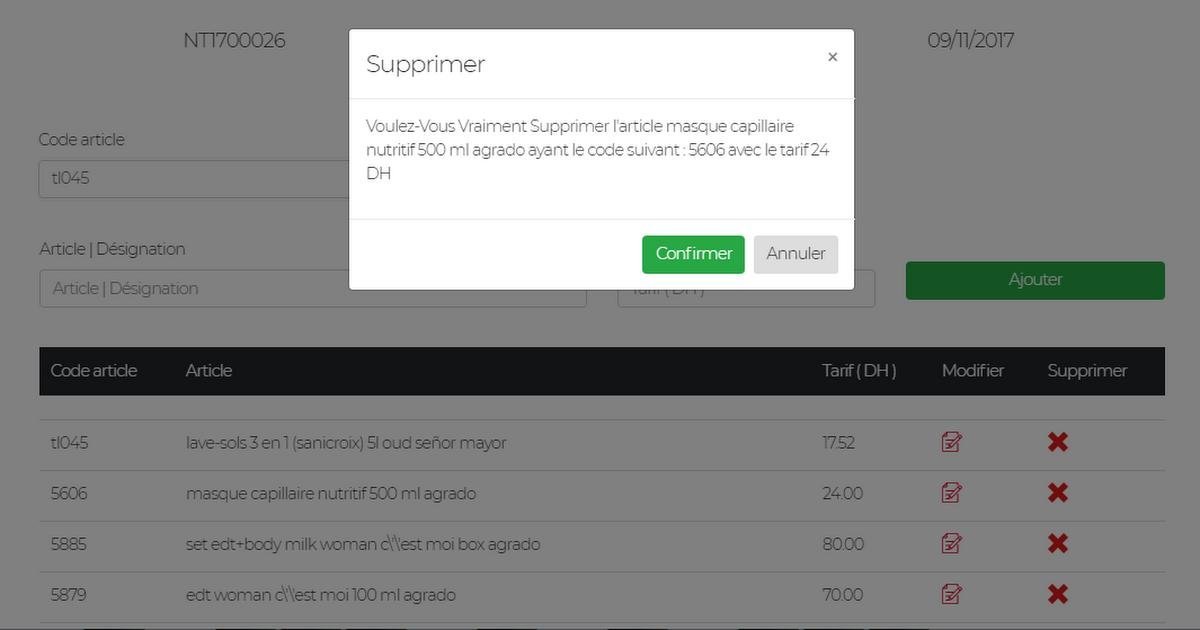 NT1700026
09/11/2017
Supprimer
×
Voulez-Vous Vraiment Supprimer l'article masque capillaire
nutritif 500 ml agrado ayant le code suivant : 5606 avec le tarif 24
DH
Confirmer Annuler
Code article
tl045
Article | Désignation
Article | Désignation
Tarif ( DH )
Ajouter
Code article Article Tarif ( DH ) Modifier Supprimer
tl045 lave-sols 3 en 1 (sanicroix) 5l oud señor mayor 17.52
5606 masque capillaire nutritif 500 ml agrado 24.00
5885 set edt+body milk woman c\'\'est moi box agrado 80.00
5879 edt woman c\'\'est moi 100 ml agrado 70.00